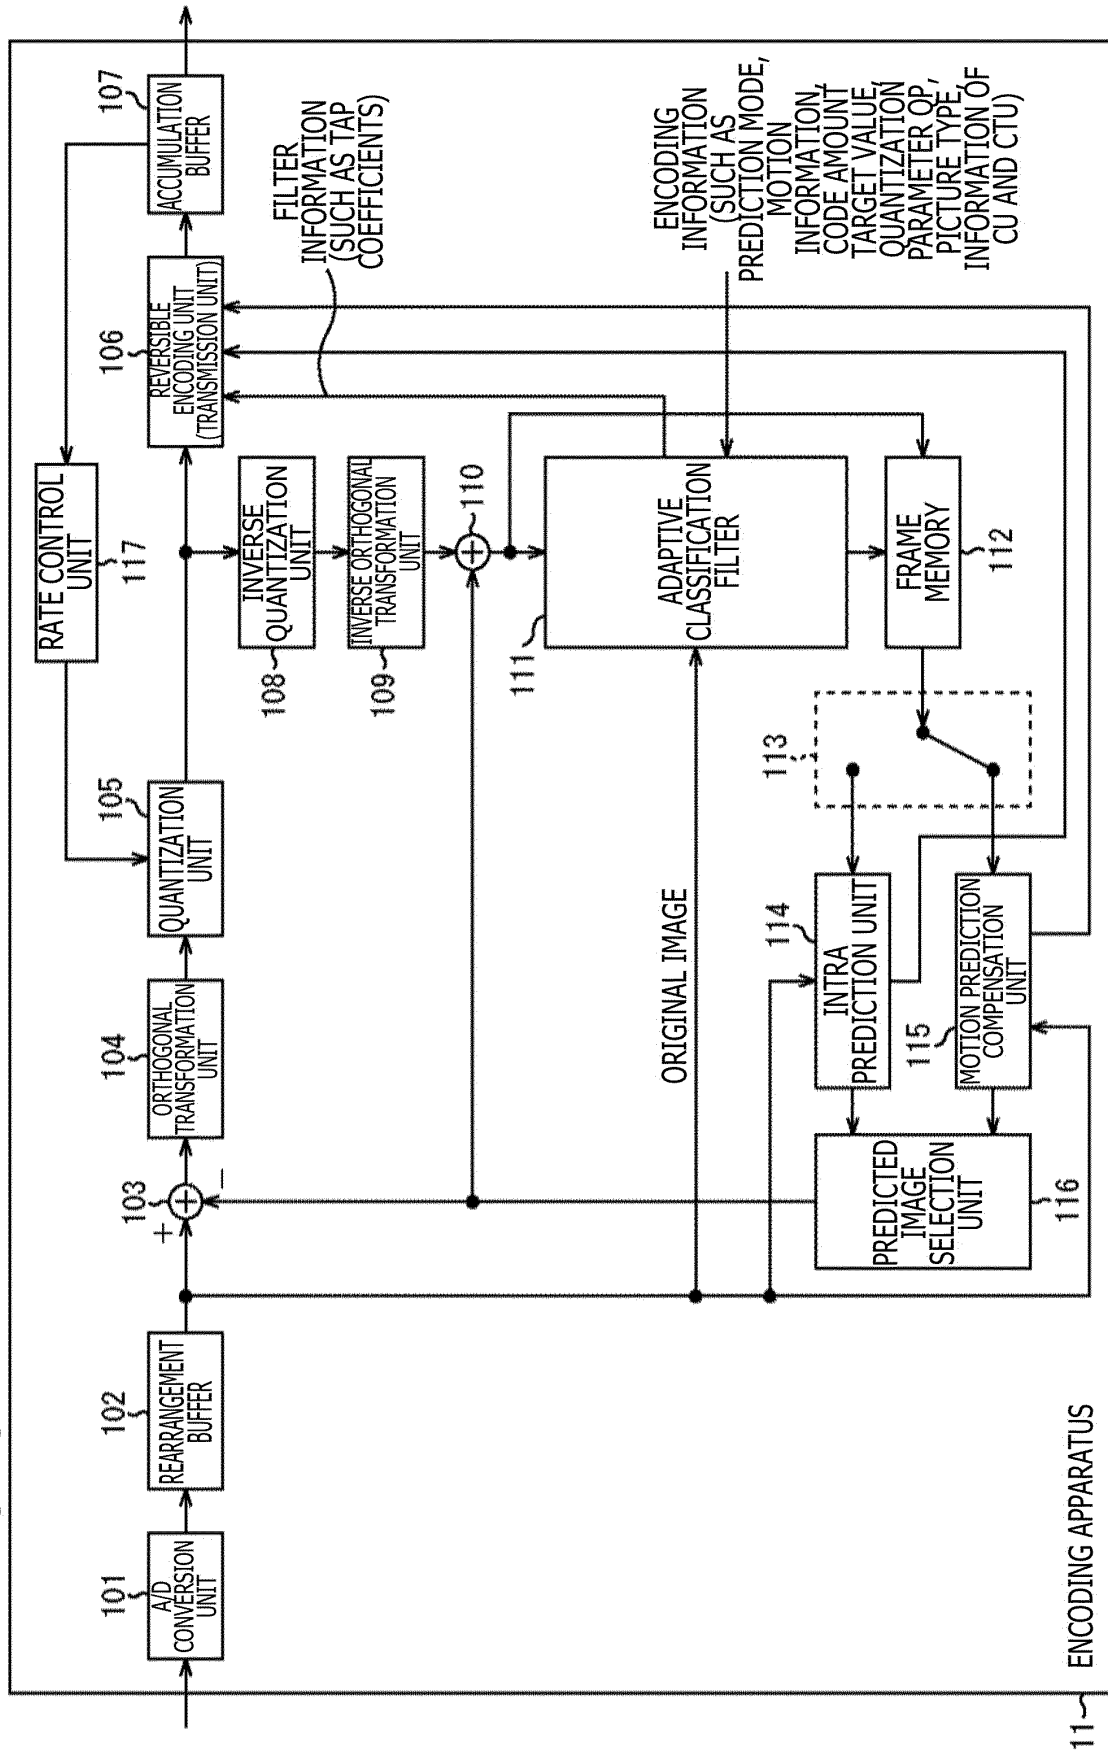 107
ACCUMULATION
BUFFER
FILTER
INFORMATION
(SUCH AS TAP
COEFFICIENTS)
ENCODING
INFORMATION
(SUCH AS
PREDICTION MODE,
MOTION
INFORMATION,
CODE AMOUNT
TARGET VALUE,
QUANTIZATION
PARAMETER QP,
PICTURE TYPE,
INFORMATION OF
CU AND CTU)
106
REVERSIBLE
ENCODING UNIT
(TRANSMISSION UNIT)
RATE CONTROL
UNIT
117
INVERSE
QUANTIZATION
UNIT
108
INVERSE ORTHOGONAL
TRANSFORMATION
UNIT
109
110
ADAPTIVE
CLASSIFICATION
FILTER
111
FRAME
MEMORY
112
113
105
QUANTIZATION
UNIT
104
ORTHOGONAL
TRANSFORMATION
UNIT
ORIGINAL IMAGE
114
INTRA
PREDICTION UNIT
115
MOTION PREDICTION
COMPENSATION
UNIT
103
+
+
−
+
PREDICTED
IMAGE
SELECTION
UNIT
116
102
REARRANGEMENT
BUFFER
101
A/D
CONVERSION
UNIT
11
ENCODING APPARATUS